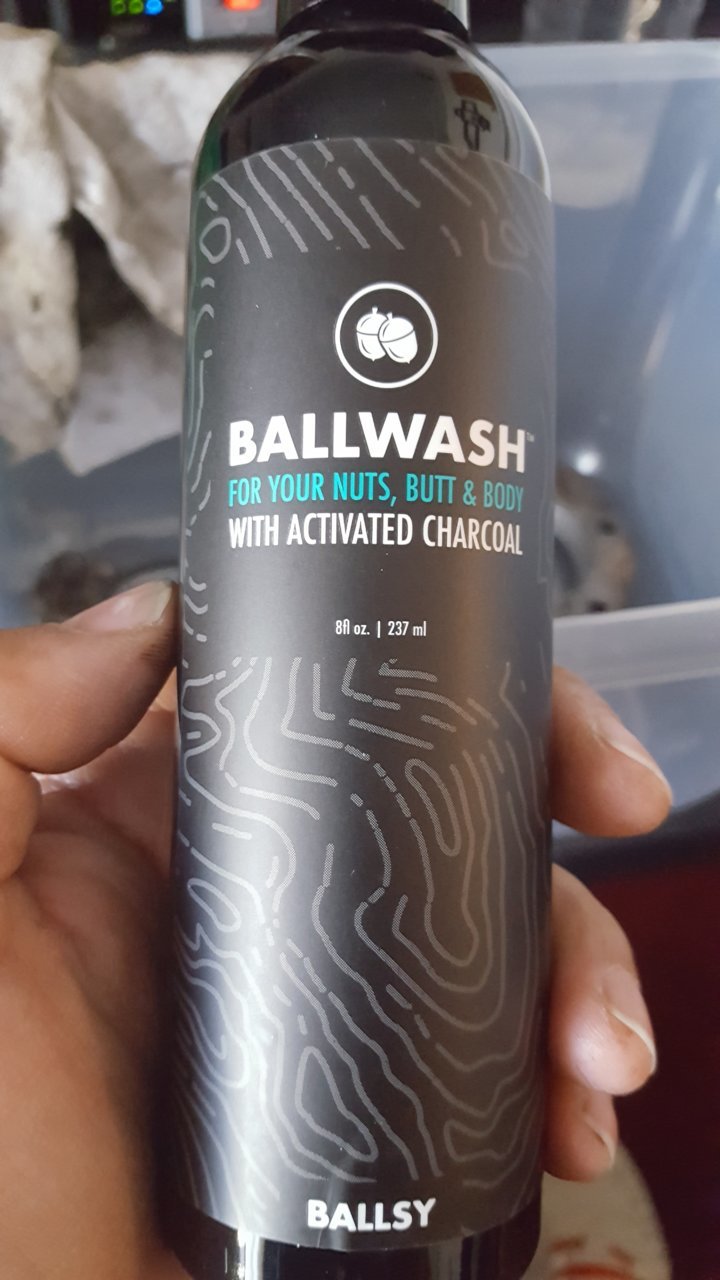 BALLWASH™
FOR YOUR NUTS, BUTT & BODY
WITH ACTIVATED CHARCOAL
8fl oz. | 237 ml
BALLSY